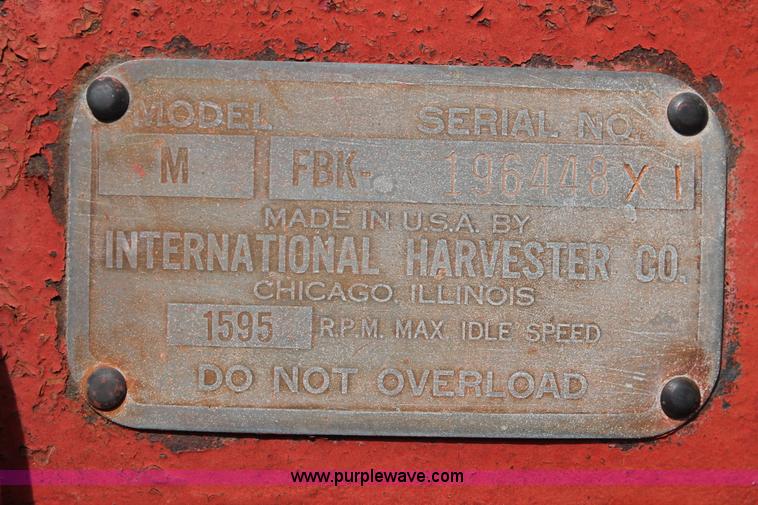 MODEL SERIAL NO.
M FBK- 196448 X 1
MADE IN U.S.A. BY
INTERNATIONAL HARVESTER CO.
CHICAGO, ILLINOIS
1595 R.P.M. MAX. IDLE SPEED
DO NOT OVERLOAD
www.purplewave.com